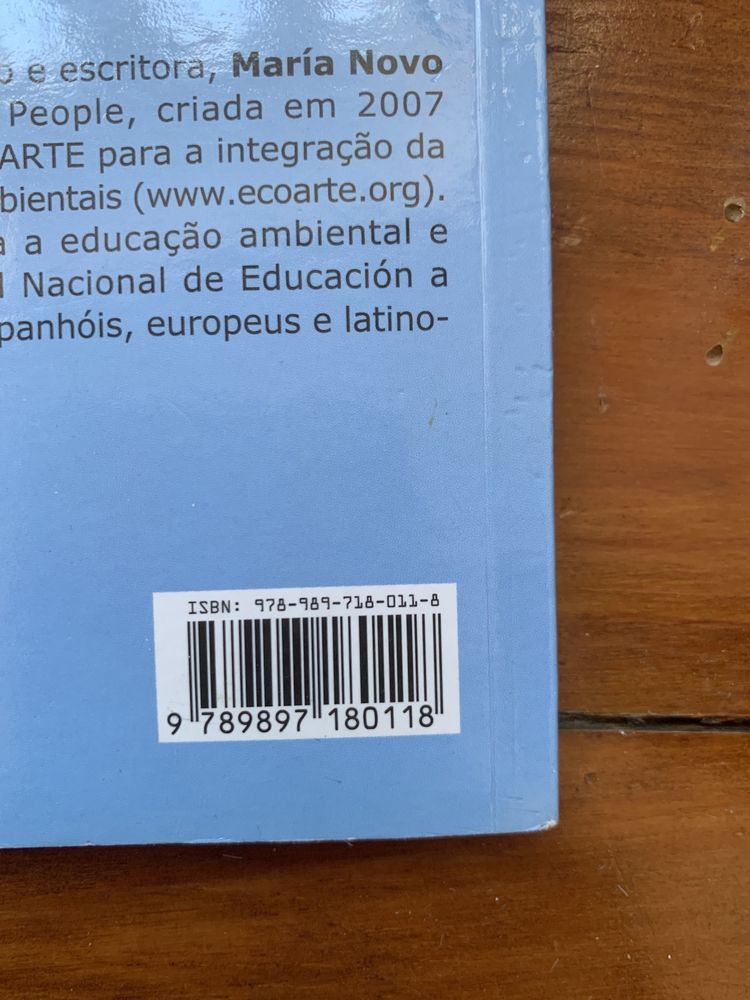 e escritora, María Novo
People, criada em 2007
ARTE para a integração da
bientais (www.ecoarte.org).
a educação ambiental e
Nacional de Educación a
panhóis, europeus e latino-
ISBN: 978-989-718-011-8
9 789897 180118